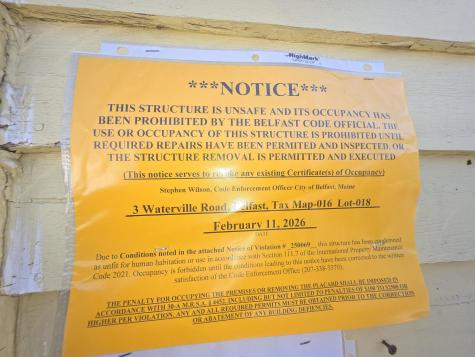 HighMark
***NOTICE***
THIS STRUCTURE IS UNSAFE AND ITS OCCUPANCY HAS
BEEN PROHIBITED BY THE BELFAST CODE OFFICIAL. THE
USE OR OCCUPANCY OF THIS STRUCTURE IS PROHIBITED UNTIL
REQUIRED REPAIRS HAVE BEEN PERMITED AND INSPECTED, OR
THE STRUCTURE REMOVAL IS PERMITTED AND EXECUTED
(This notice serves to revoke any existing Certificate(s) of Occupancy)
Stephen Wilson, Code Enforcement Officer City of Belfast, Maine
3 Waterville Road, Belfast, Tax Map-016 Lot-018
February 11, 2026
DATE
Due to Conditions noted in the attached Notice of Violation # 250069 this structure has been condemned
as unfit for human habitation or use in accordance with Section 111.7 of the International Property Maintenance
Code 2021. Occupancy is forbidden until the conditions leading to this notice have been corrected to the written
satisfaction of the Code Enforcement Office (207-338-3370).
THE PENALTY FOR OCCUPYING THE PREMISES OR REMOVING THE PLACARD SHALL BE IMPOSED IN
ACCORDANCE WITH 30-A M.R.S.A. § 4452, INCLUDING BUT NOT LIMITED TO PENALTIES OF $100 TO $2500 OR
HIGHER PER VIOLATION. ANY AND ALL REQUIRED PERMITS MUST BE OBTAINED PRIOR TO THE CORRECTION
OR ABATEMENT OF ANY BUILDING DEFICIENCIES.